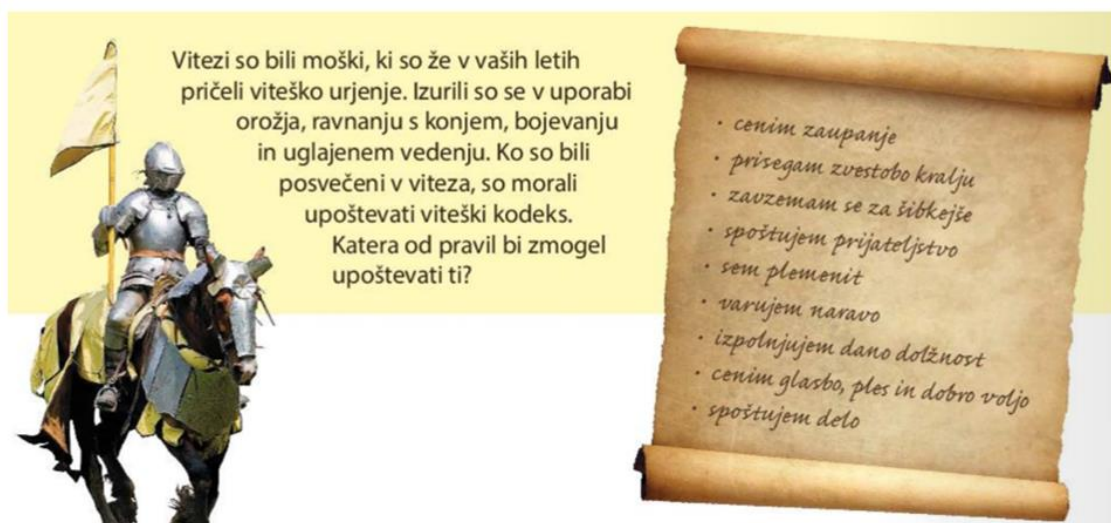 Vitezi so bili moški, ki so že v vaših letih
pričeli viteško urjenje. Izurili so se v uporabi
orožja, ravnanju s konjem, bojevanju
in uglajenem vedenju. Ko so bili
posvečeni v viteza, so morali
upoštevati viteški kodeks.
Katera od pravil bi zmogel
upoštevati ti?
· cenim zaupanje
· prisegam zvestobo kralju
· zavzemam se za šibkejše
· spoštujem prijateljstvo
· sem plemenit
· varujem naravo
· izpolnjujem dano dolžnost
· cenim glasbo, ples in dobro voljo
· spoštujem delo